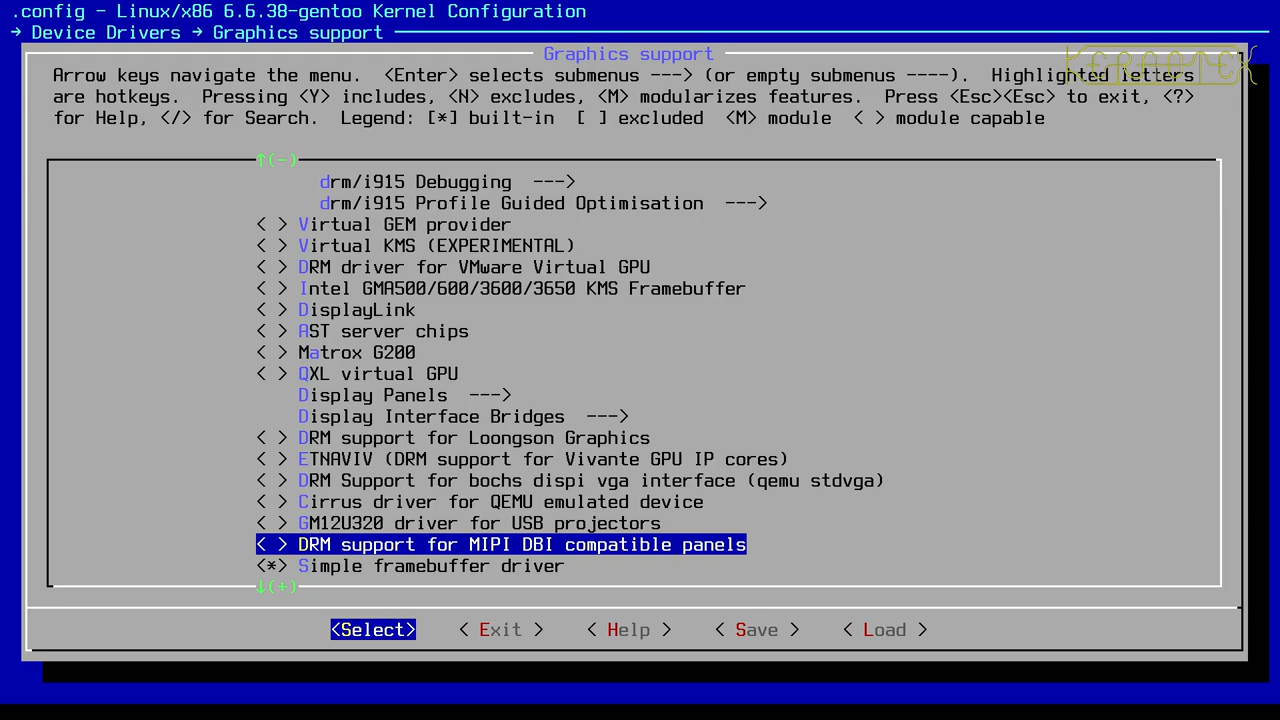 .config - Linux/x86 6.6.38-gentoo Kernel Configuration
→ Device Drivers → Graphics support
Graphics support
KERNOTEX
Arrow keys navigate the menu. <Enter> selects submenus ---> (or empty submenus ----). Highlighted letters
are hotkeys. Pressing <Y> includes, <N> excludes, <M> modularizes features. Press <Esc><Esc> to exit, <?>
for Help, </> for Search. Legend: [*] built-in [ ] excluded <M> module < > module capable
↑(-)
drm/i915 Debugging --->
drm/i915 Profile Guided Optimisation --->
< > Virtual GEM provider
< > Virtual KMS (EXPERIMENTAL)
< > DRM driver for VMware Virtual GPU
< > Intel GMA500/600/3600/3650 KMS Framebuffer
< > DisplayLink
< > AST server chips
< > Matrox G200
< > QXL virtual GPU
Display Panels --->
Display Interface Bridges --->
< > DRM support for Loongson Graphics
< > ETNAVIV (DRM support for Vivante GPU IP cores)
< > DRM Support for bochs dispi vga interface (qemu stdvga)
< > Cirrus driver for QEMU emulated device
< > GM12U320 driver for USB projectors
< > DRM support for MIPI DBI compatible panels
<*> Simple framebuffer driver
↓(+)
<Select> < Exit > < Help > < Save > < Load >